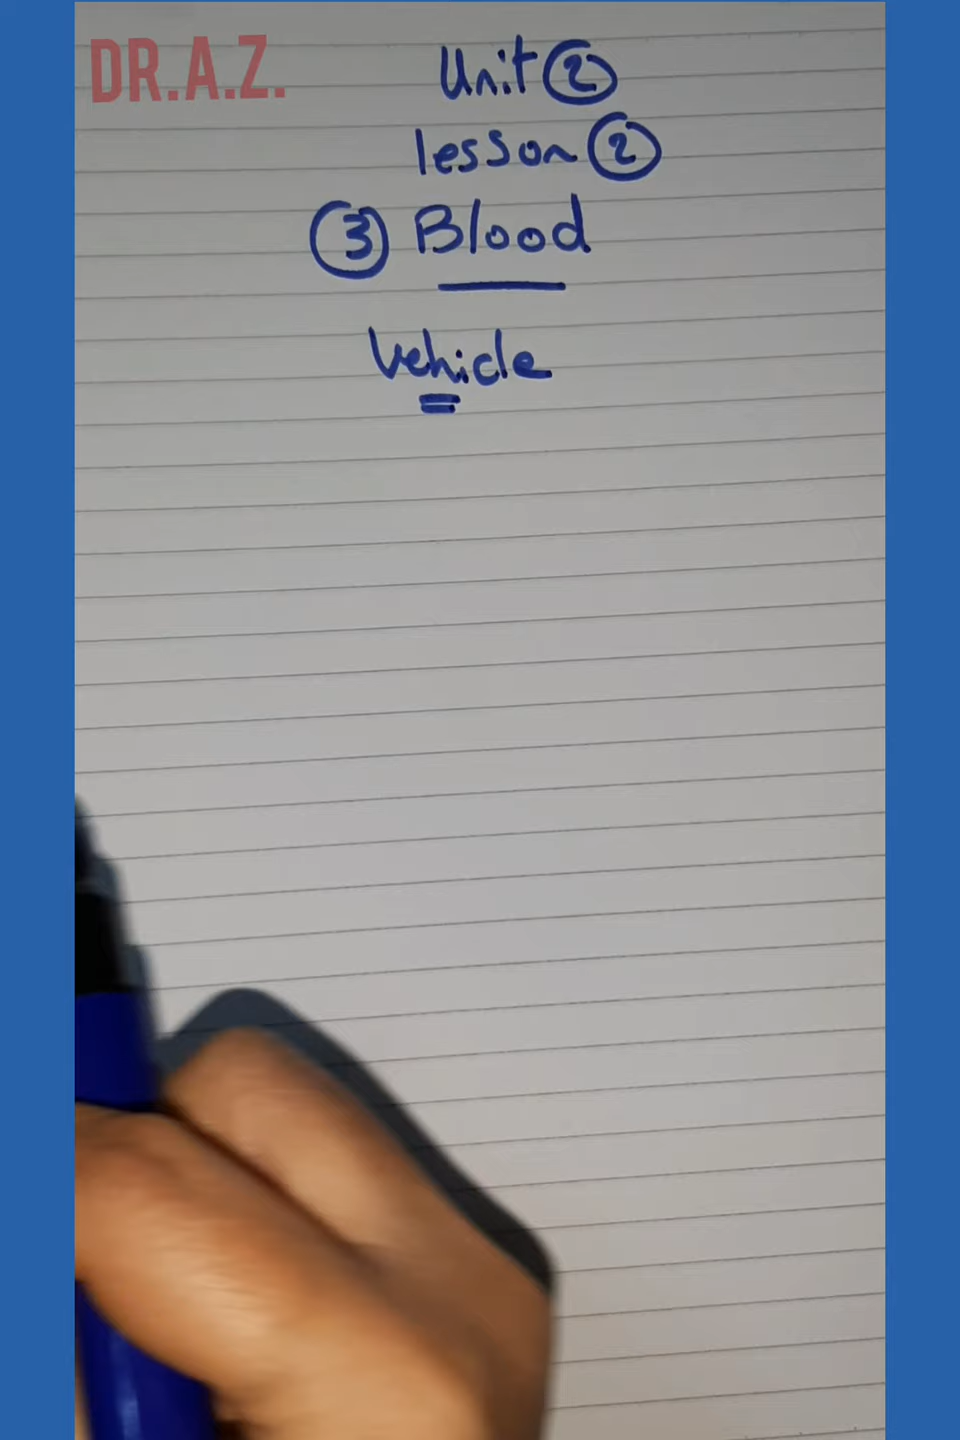 DR.A.Z.
Unit ②
lesson ②
③ Blood
Vehicle